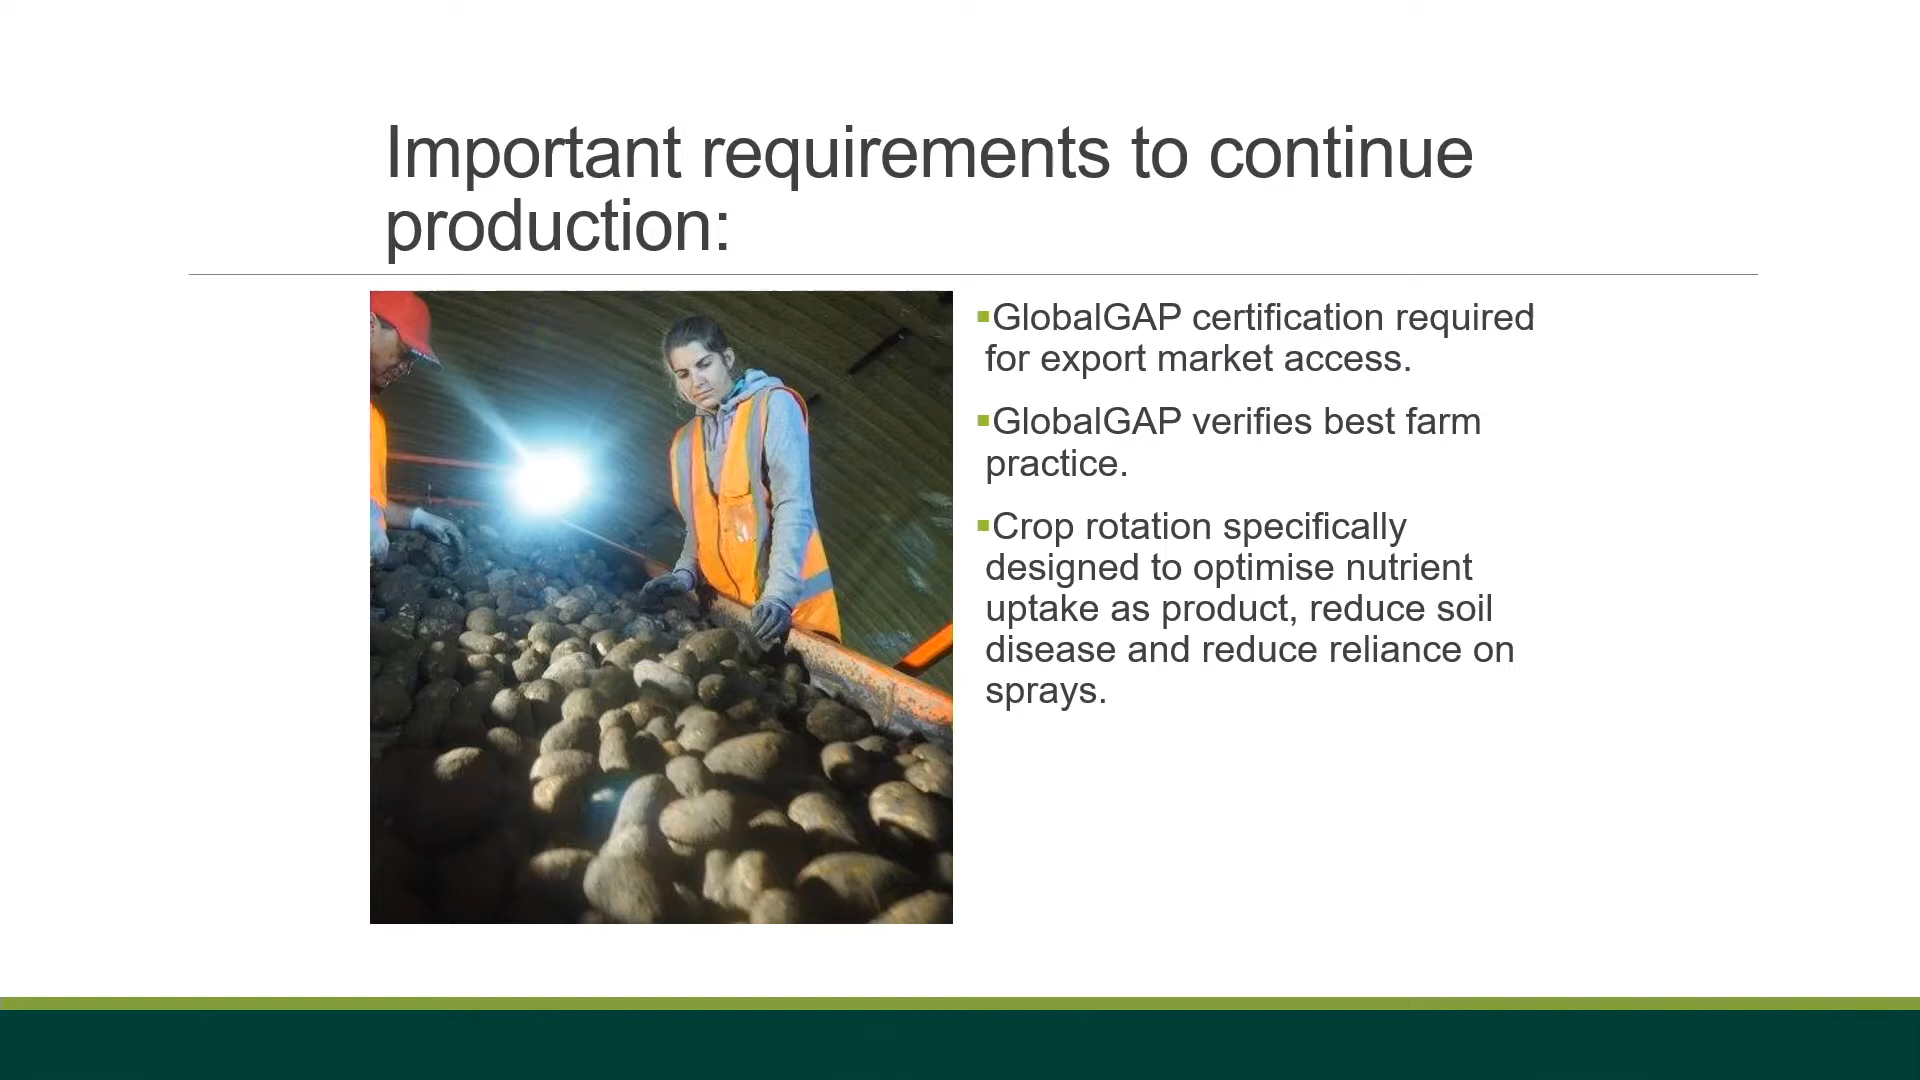 Important requirements to continue
production:
▪GlobalGAP certification required
for export market access.
▪GlobalGAP verifies best farm
practice.
▪Crop rotation specifically
designed to optimise nutrient
uptake as product, reduce soil
disease and reduce reliance on
sprays.